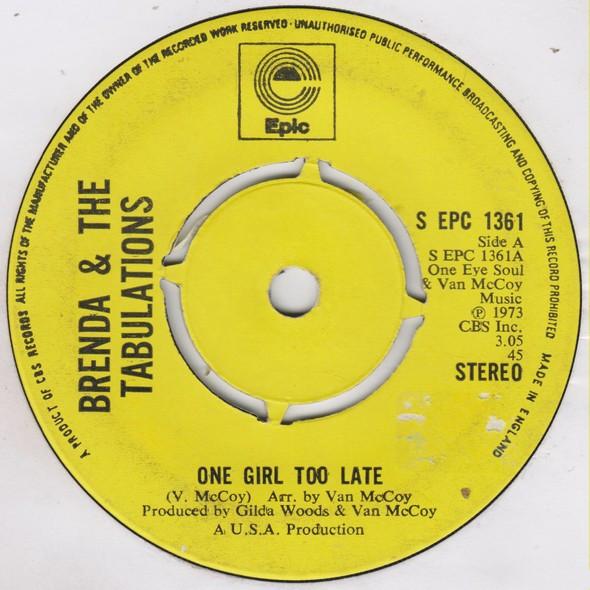 A PRODUCT OF CBS RECORDS ALL RIGHTS OF THE MANUFACTURER AND OF THE OWNER OF THE RECORDED WORK RESERVED · UNAUTHORISED PUBLIC PERFORMANCE BROADCASTING AND COPYING OF THIS RECORD PROHIBITED MADE IN ENGLAND
Epic
BRENDA & THE
TABULATIONS
S EPC 1361
Side A
S EPC 1361A
One Eye Soul
& Van McCoy
Music
℗ 1973
CBS Inc.
3.05
45
STEREO
ONE GIRL TOO LATE
(V. McCoy) Arr. by Van McCoy
Produced by Gilda Woods & Van McCoy
A U.S.A. Production